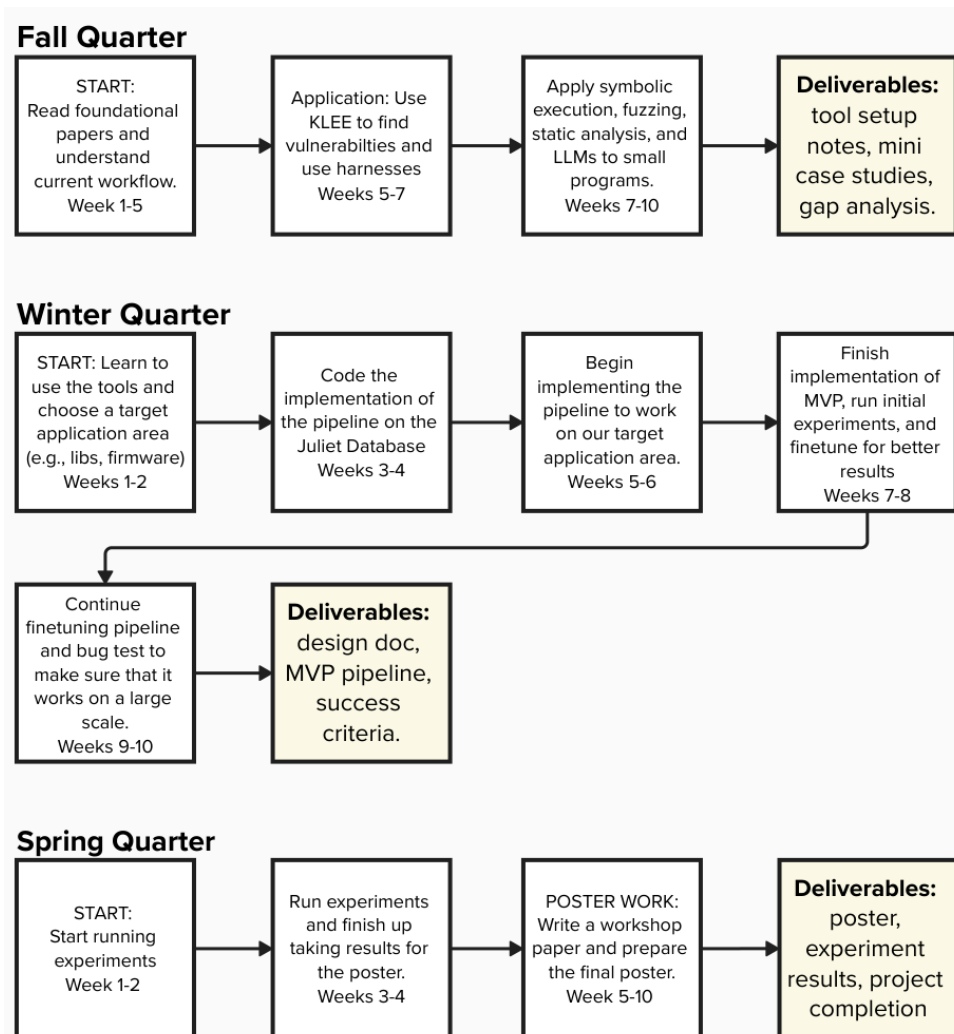 Fall Quarter
START:
Read foundational
papers and
understand
current workflow.
Week 1-5
Application: Use
KLEE to find
vulnerabilties and
use harnesses
Weeks 5-7
Apply symbolic
execution, fuzzing,
static analysis, and
LLMs to small
programs.
Weeks 7-10
Deliverables:
tool setup
notes, mini
case studies,
gap analysis.
Winter Quarter
START: Learn to
use the tools and
choose a target
application area
(e.g., libs, firmware)
Weeks 1-2
Code the
implementation of
the pipeline on the
Juliet Database
Weeks 3-4
Begin
implementing the
pipeline to work
on our target
application area.
Weeks 5-6
Finish
implementation of
MVP, run initial
experiments, and
finetune for better
results
Weeks 7-8
Continue
finetuning pipeline
and bug test to
make sure that it
works on a large
scale.
Weeks 9-10
Deliverables:
design doc,
MVP pipeline,
success
criteria.
Spring Quarter
START:
Start running
experiments
Week 1-2
Run experiments
and finish up
taking results for
the poster.
Weeks 3-4
POSTER WORK:
Write a workshop
paper and prepare
the final poster.
Week 5-10
Deliverables:
poster,
experiment
results, project
completion